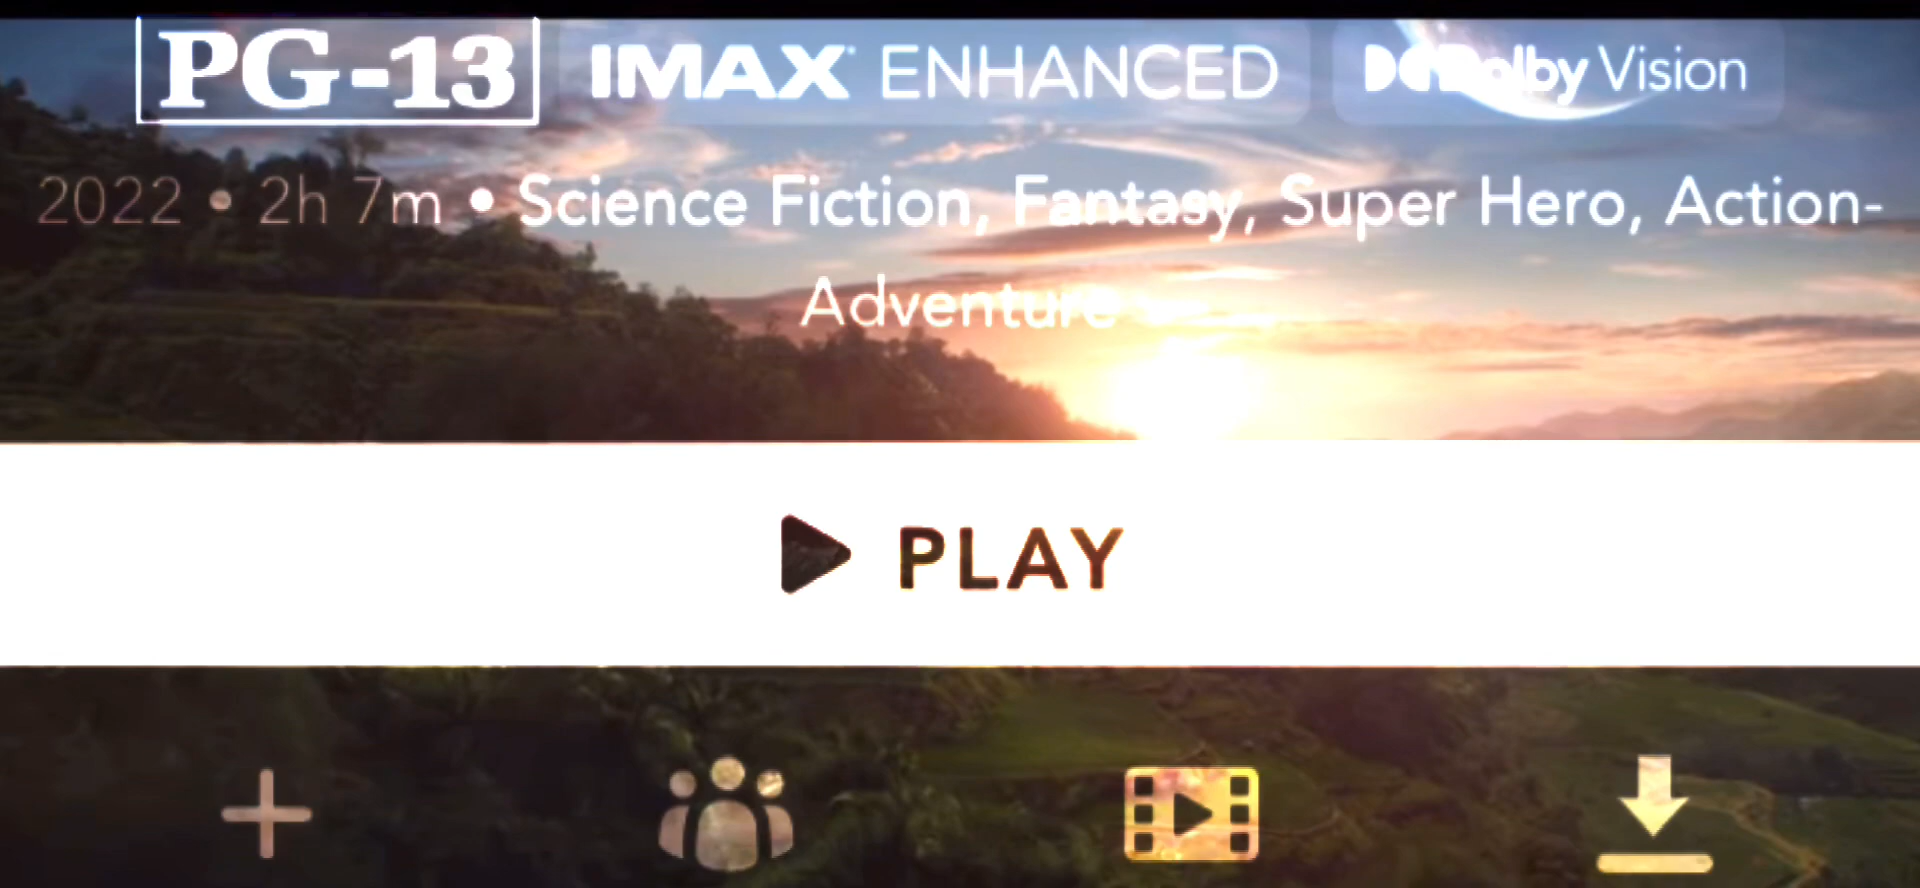 PG-13 IMAX ENHANCED Dolby Vision
2022 • 2h 7m • Science Fiction, Fantasy, Super Hero, Action-
Adventure
PLAY